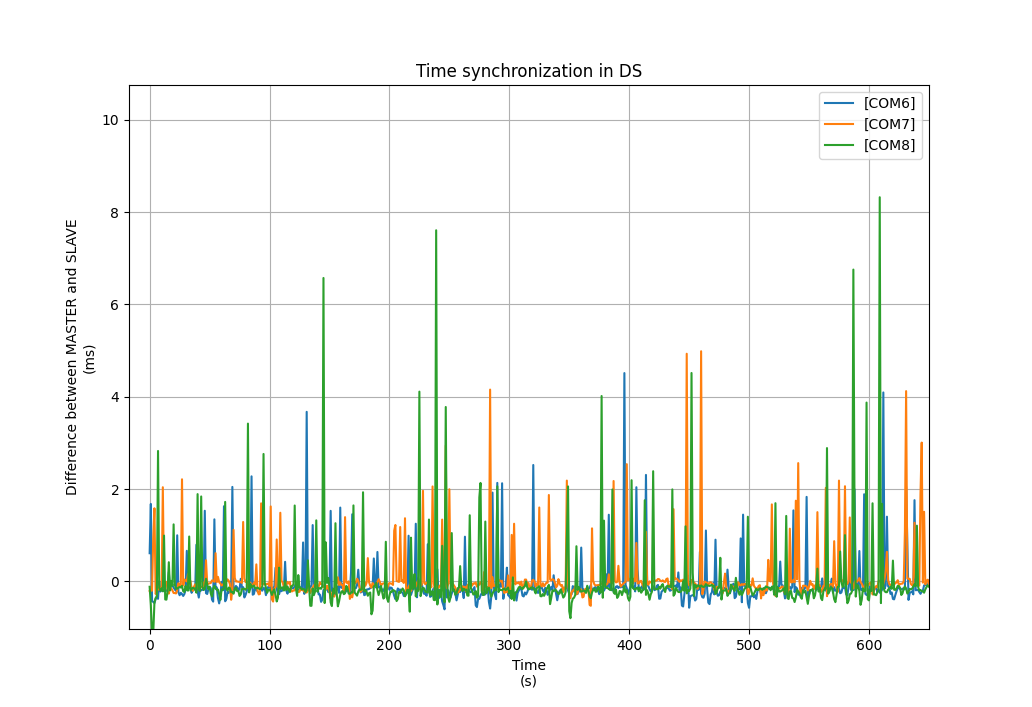 Time synchronization in DS
[COM6]
[COM7]
[COM8]
Difference between MASTER and SLAVE
(ms)
10
8
6
4
2
0
0 100 200 300 400 500 600
Time
(s)